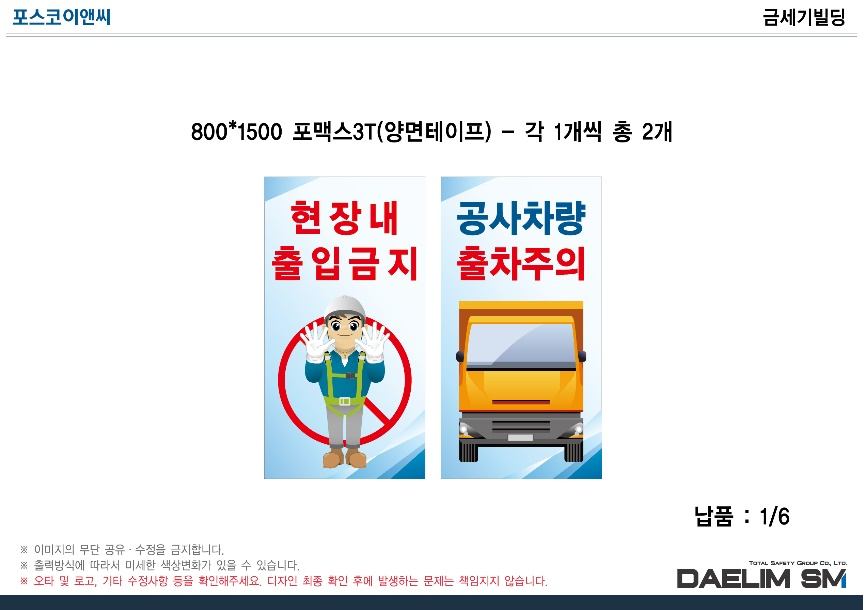 포스코이앤씨
금세기빌딩
800*1500 포맥스3T(양면테이프) - 각 1개씩 총 2개
현장내
출입금지
공사차량
출차주의
납품 : 1/6
※ 이미지의 무단 공유·수정을 금지합니다.
※ 출력방식에 따라서 미세한 색상변화가 있을 수 있습니다.
※ 오타 및 로고, 기타 수정사항 등을 확인해주세요. 디자인 최종 확인 후에 발생하는 문제는 책임지지 않습니다.
Total Safety Group Co., Ltd.
DAELIM SM